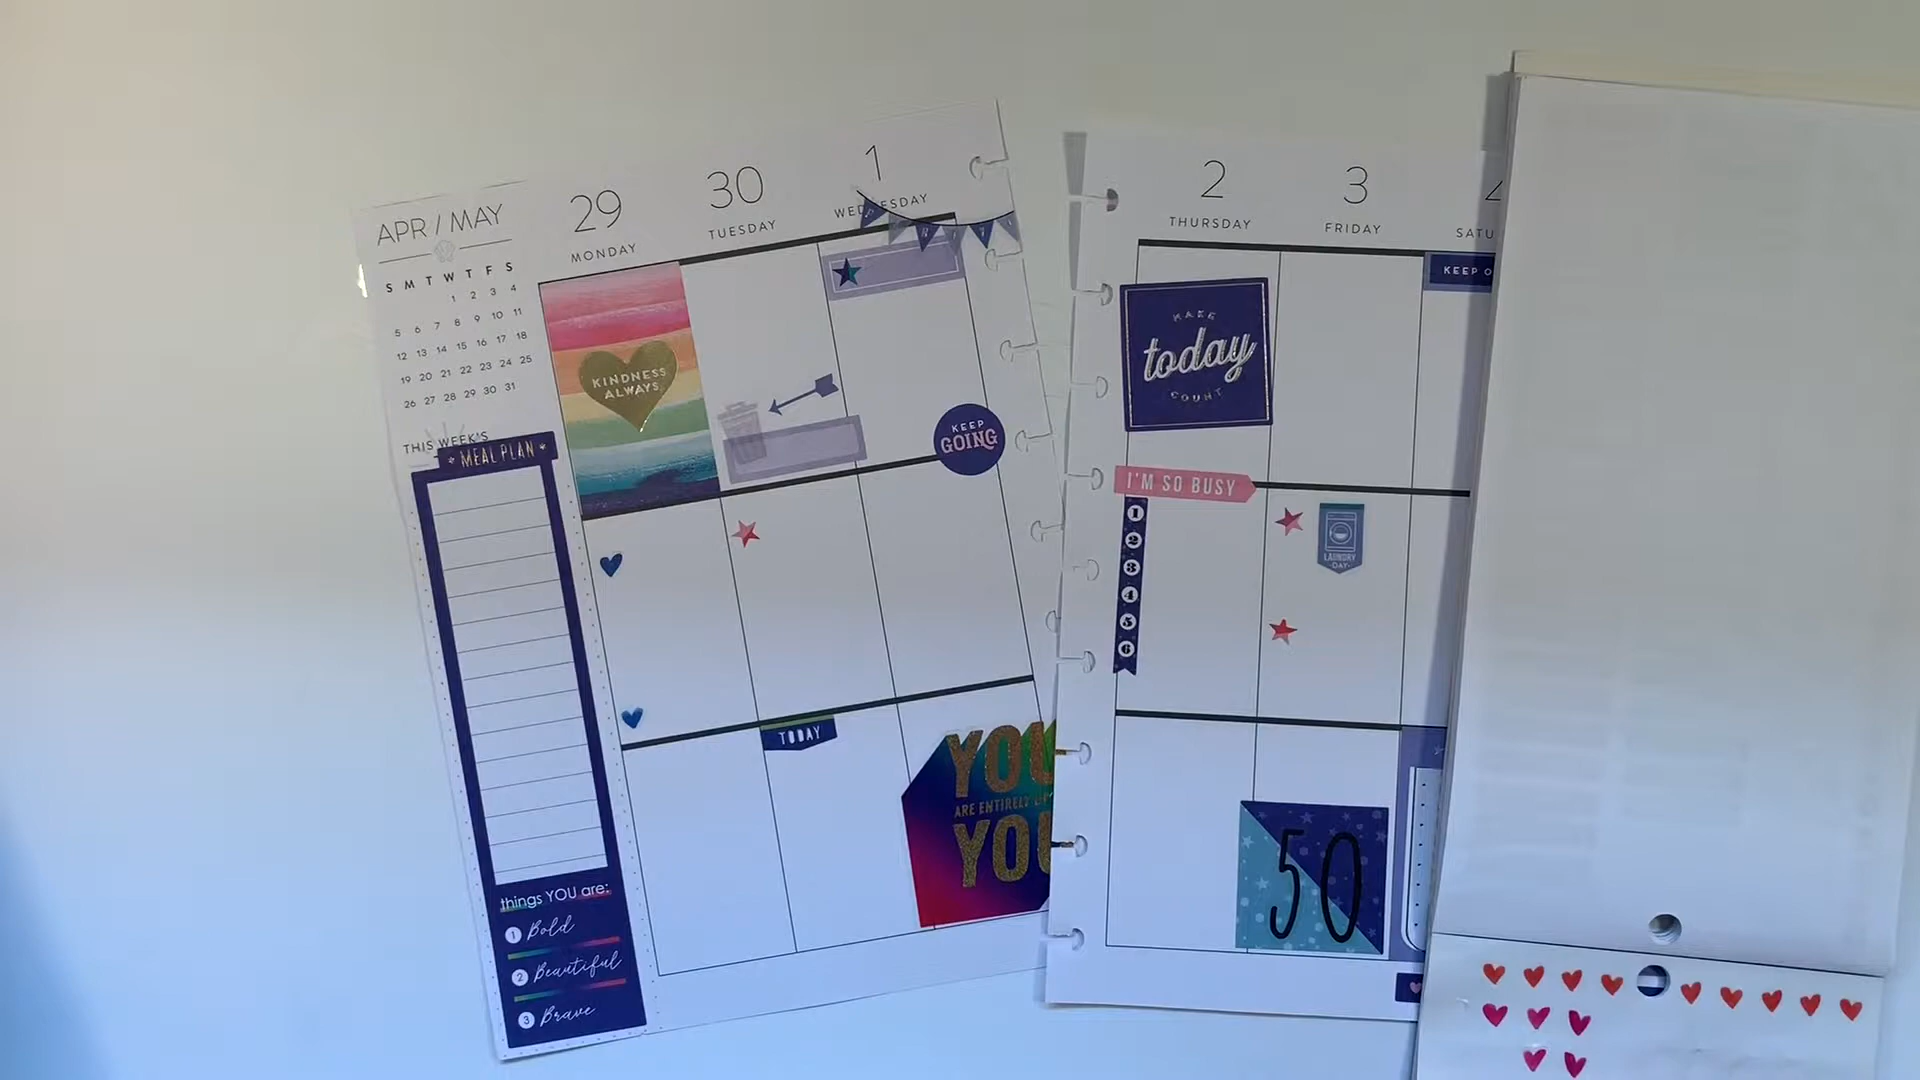 APR / MAY
29
30
1
MONDAY
TUESDAY
WEDNESDAY
S M T W T F S
1 2 3 4
5 6 7 8 9 10 11
12 13 14 15 16 17 18
19 20 21 22 23 24 25
26 27 28 29 30 31
THIS WEEK'S
MEAL PLAN
KINDNESS
ALWAYS
KEEP
GOING
TODAY
YOU
ARE ENTIRELY
YOU
things YOU are:
1 Bold
2 Beautiful
3 Brave
2
3
THURSDAY
FRIDAY
SATU
KEEP O
MAKE
today
COUNT
I'M SO BUSY
1
2
3
4
5
6
LAUNDRY
DAY
50